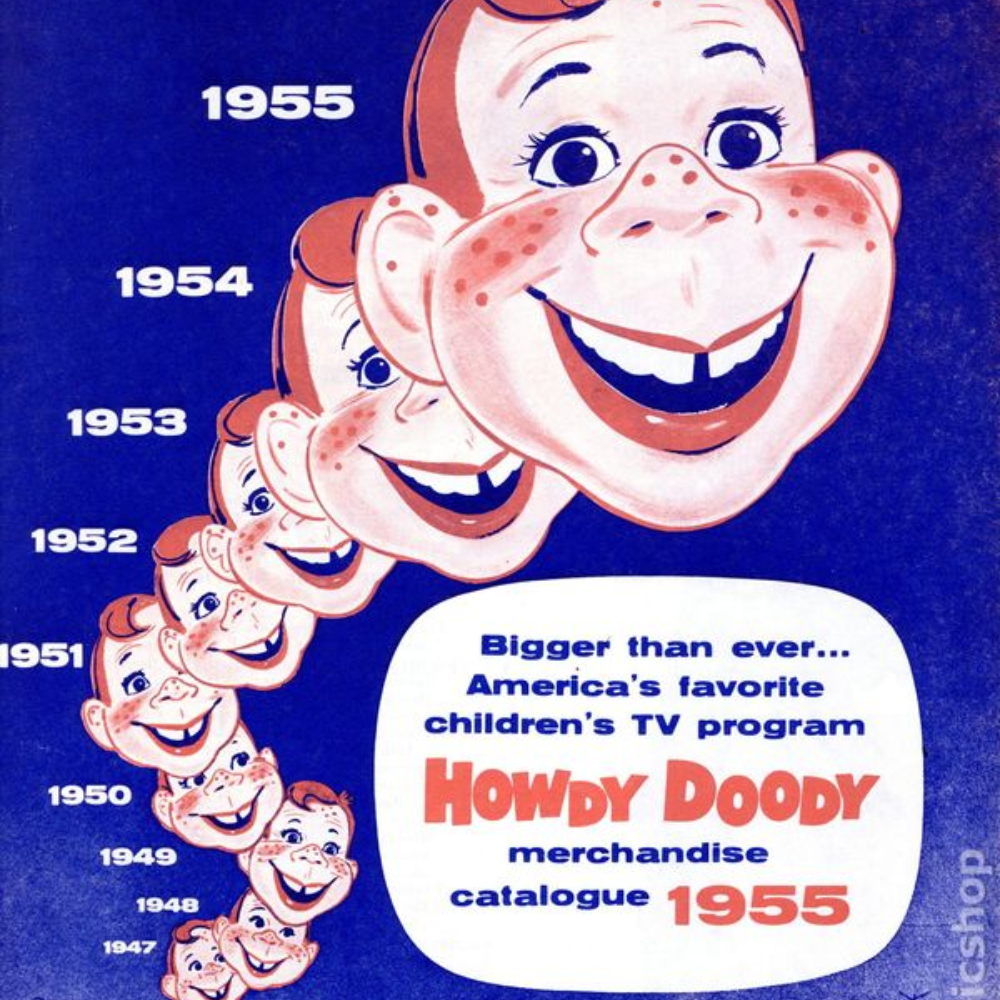 1955
1954
1953
1952
1951
1950
1949
1948
1947
Bigger than ever...
America's favorite
children's TV program
HOWDY DOODY
merchandise
catalogue 1955
icshop